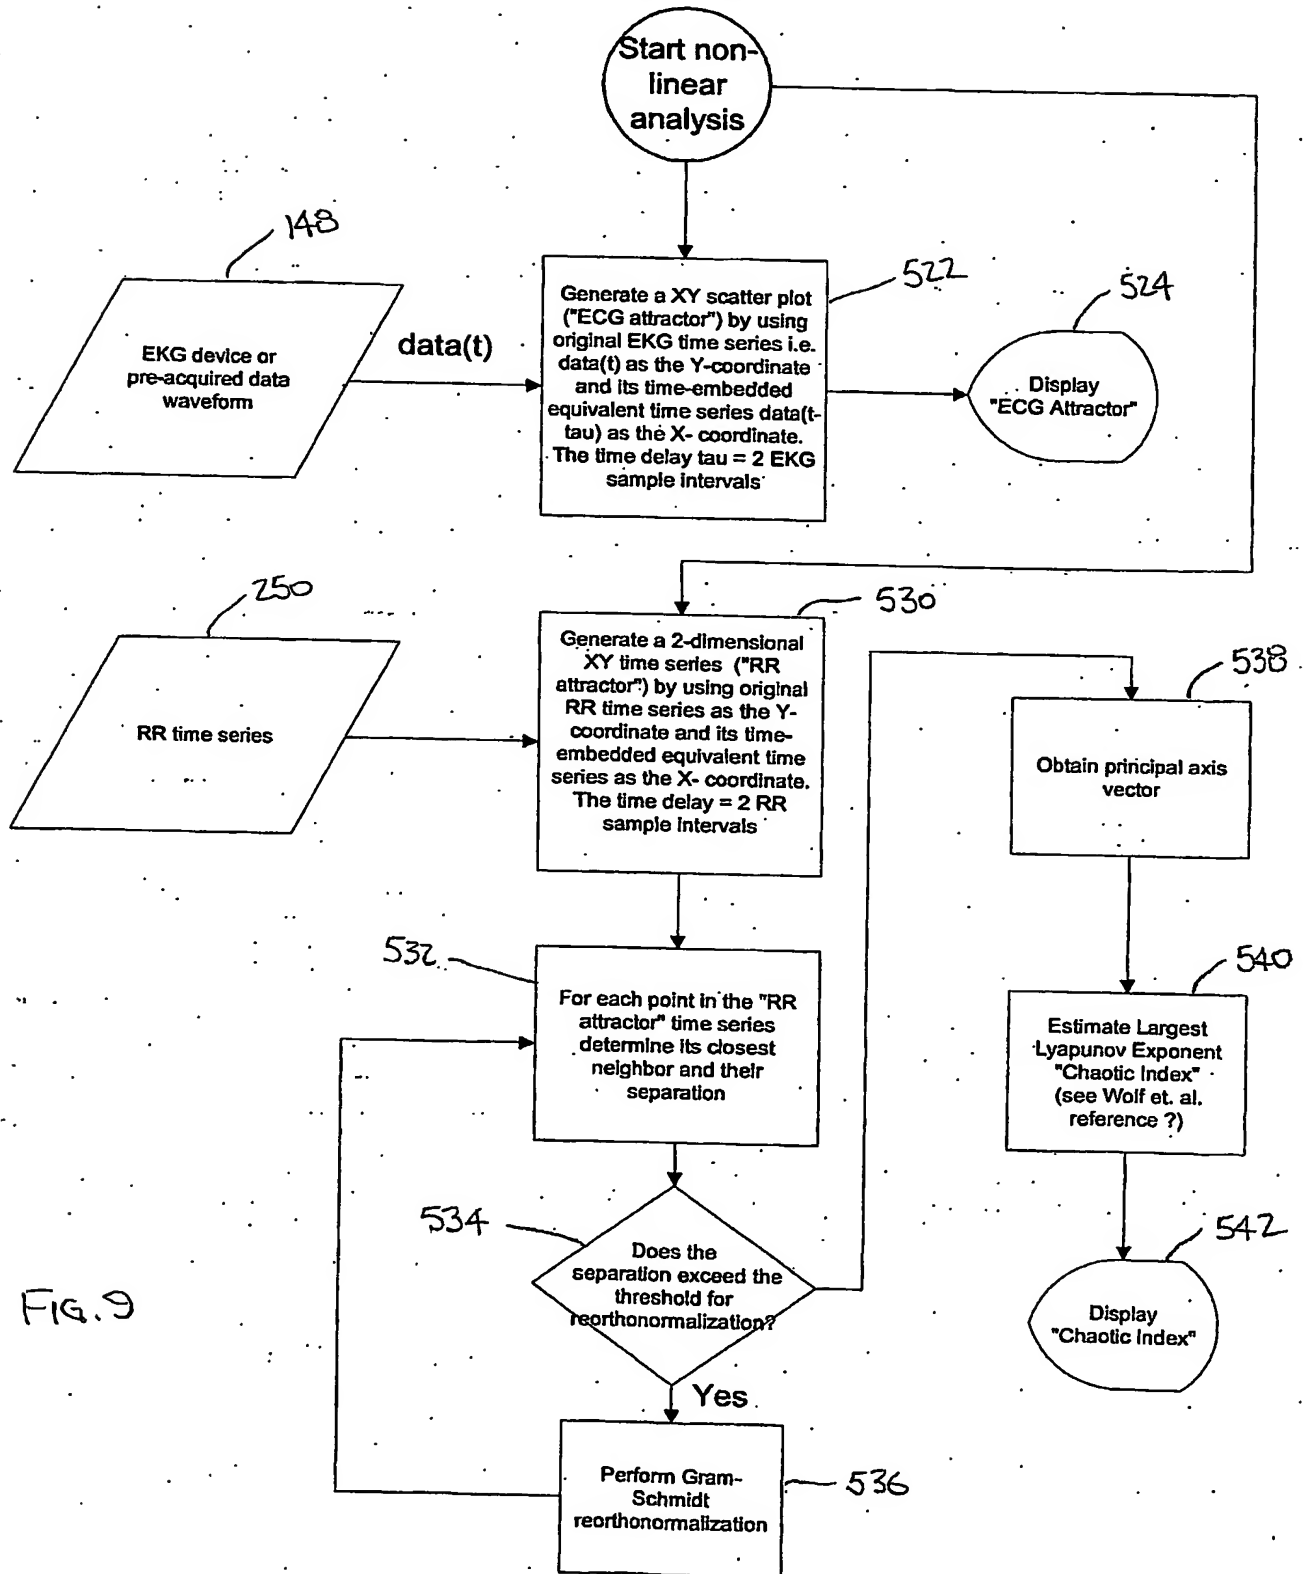 Start non-
linear
analysis
148
EKG device or
pre-acquired data
waveform
data(t)
522
Generate a XY scatter plot
("ECG attractor") by using
original EKG time series i.e.
data(t) as the Y-coordinate
and its time-embedded
equivalent time series data(t-
tau) as the X- coordinate.
The time delay tau = 2 EKG
sample intervals
524
Display
"ECG Attractor"
250
RR time series
530
Generate a 2-dimensional
XY time series ("RR
attractor") by using original
RR time series as the Y-
coordinate and its time-
embedded equivalent time
series as the X- coordinate.
The time delay = 2 RR
sample intervals
538
Obtain principal axis
vector
532
For each point in the "RR
attractor" time series
determine its closest
neighbor and their
separation
540
Estimate Largest
Lyapunov Exponent
"Chaotic Index"
(see Wolf et. al.
reference ?)
534
Does the
separation exceed the
threshold for
reorthonormalization?
542
Display
"Chaotic Index"
FIG. 9
Yes
536
Perform Gram-
Schmidt
reorthonormalization